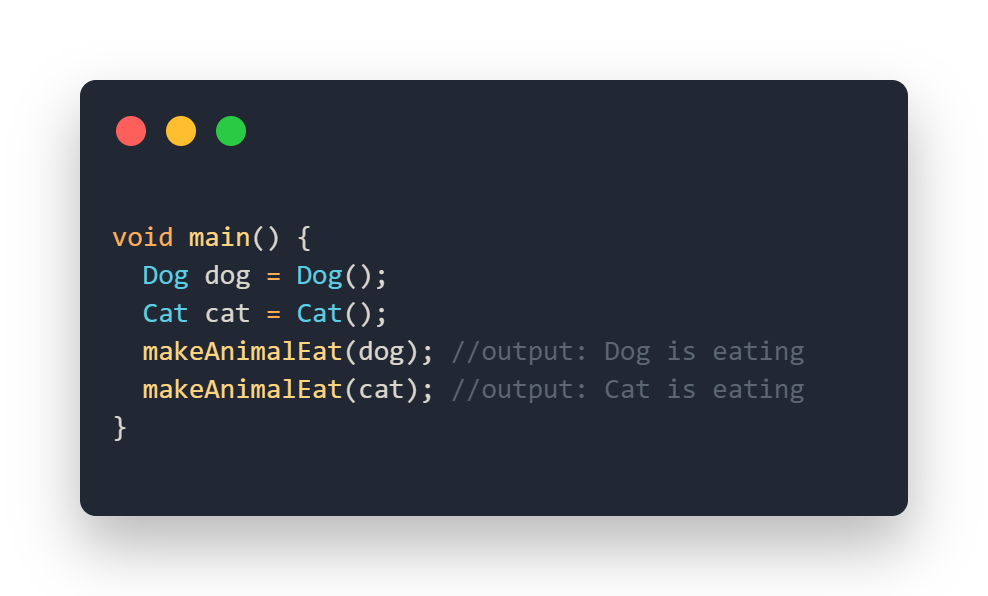 void main() {
  Dog dog = Dog();
  Cat cat = Cat();
  makeAnimalEat(dog); //output: Dog is eating
  makeAnimalEat(cat); //output: Cat is eating
}